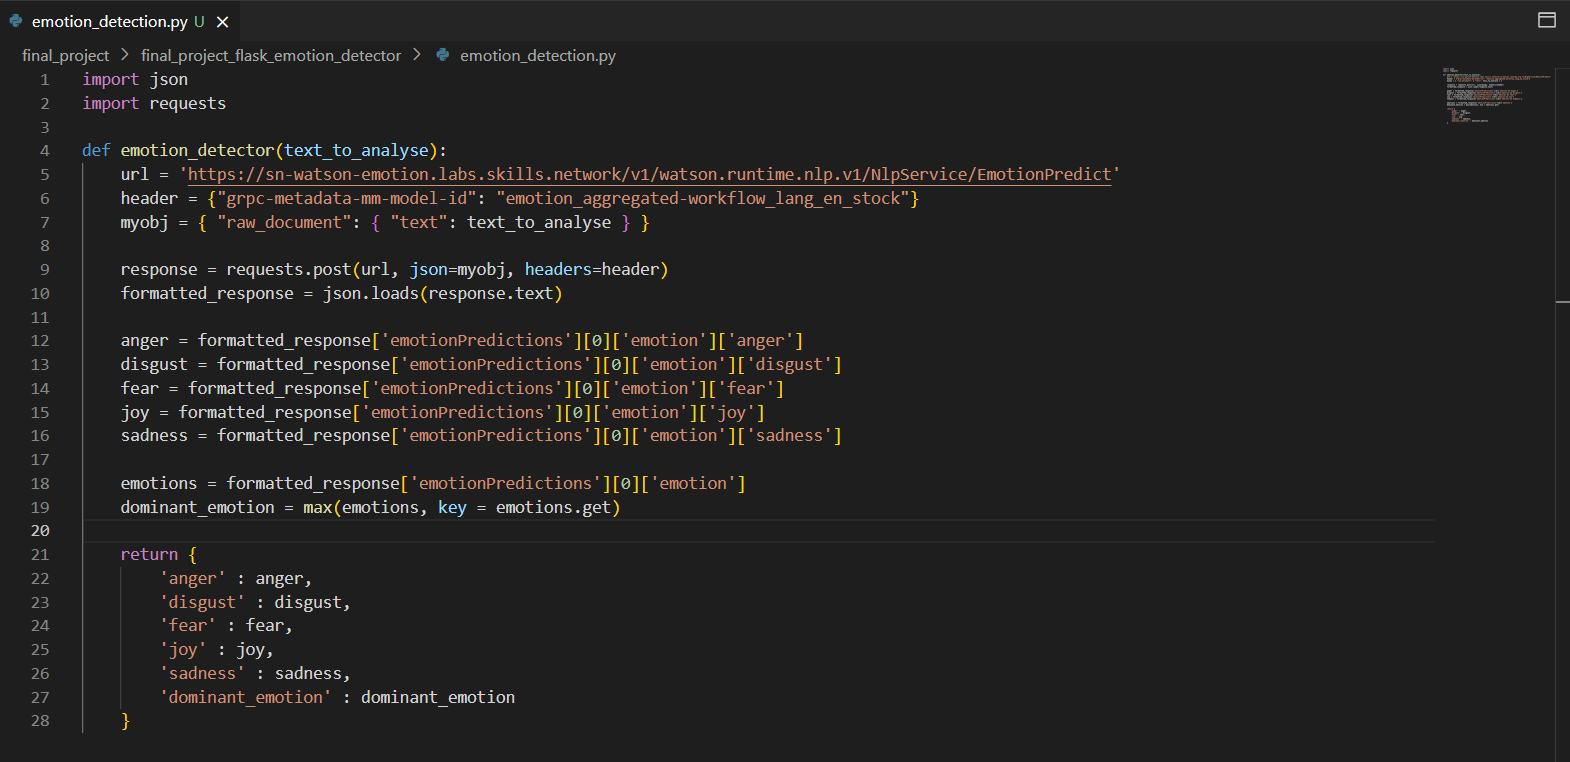 emotion_detection.py U
final_project > final_project_flask_emotion_detector > emotion_detection.py
1 import json
2 import requests
3
4 def emotion_detector(text_to_analyse):
5     url = 'https://sn-watson-emotion.labs.skills.network/v1/watson.runtime.nlp.v1/NlpService/EmotionPredict'
6     header = {"grpc-metadata-mm-model-id": "emotion_aggregated-workflow_lang_en_stock"}
7     myobj = { "raw_document": { "text": text_to_analyse } }
8
9     response = requests.post(url, json=myobj, headers=header)
10     formatted_response = json.loads(response.text)
11
12     anger = formatted_response['emotionPredictions'][0]['emotion']['anger']
13     disgust = formatted_response['emotionPredictions'][0]['emotion']['disgust']
14     fear = formatted_response['emotionPredictions'][0]['emotion']['fear']
15     joy = formatted_response['emotionPredictions'][0]['emotion']['joy']
16     sadness = formatted_response['emotionPredictions'][0]['emotion']['sadness']
17
18     emotions = formatted_response['emotionPredictions'][0]['emotion']
19     dominant_emotion = max(emotions, key = emotions.get)
20
21     return {
22         'anger' : anger,
23         'disgust' : disgust,
24         'fear' : fear,
25         'joy' : joy,
26         'sadness' : sadness,
27         'dominant_emotion' : dominant_emotion
28     }